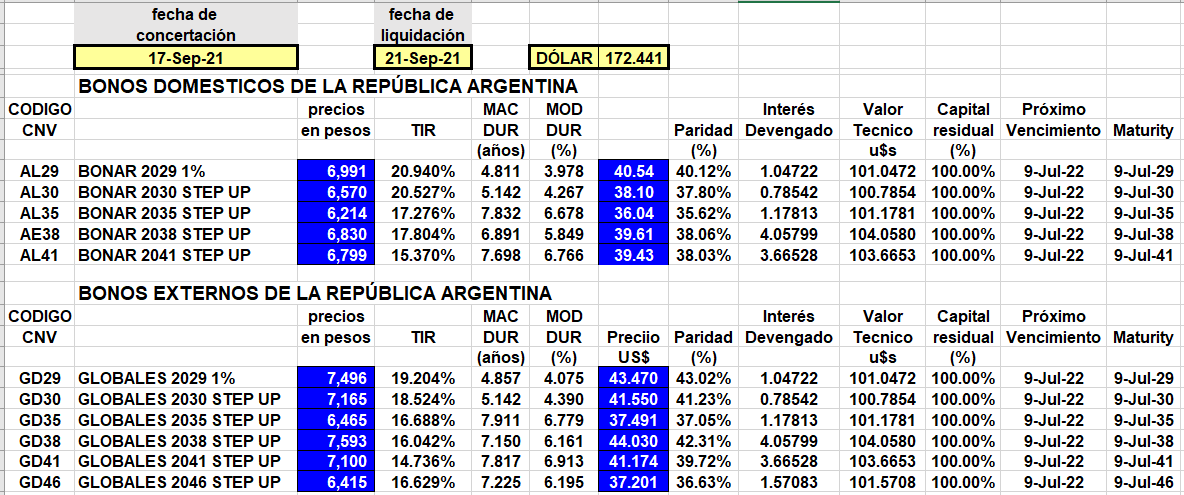 fecha de fecha de
concertación liquidación
17-Sep-21 21-Sep-21 DÓLAR 172.441
BONOS DOMESTICOS DE LA REPÚBLICA ARGENTINA
CODIGO precios MAC MOD Interés Valor Capital Próximo
CNV en pesos TIR DUR DUR Paridad Devengado Tecnico residual Vencimiento Maturity
(años) (%) (%) u$s (%)
AL29 BONAR 2029 1% 6,991 20.940% 4.811 3.978 40.54 40.12% 1.04722 101.0472 100.00% 9-Jul-22 9-Jul-29
AL30 BONAR 2030 STEP UP 6,570 20.527% 5.142 4.267 38.10 37.80% 0.78542 100.7854 100.00% 9-Jul-22 9-Jul-30
AL35 BONAR 2035 STEP UP 6,214 17.276% 7.832 6.678 36.04 35.62% 1.17813 101.1781 100.00% 9-Jul-22 9-Jul-35
AE38 BONAR 2038 STEP UP 6,830 17.804% 6.891 5.849 39.61 38.06% 4.05799 104.0580 100.00% 9-Jul-22 9-Jul-38
AL41 BONAR 2041 STEP UP 6,799 15.370% 7.698 6.766 39.43 38.03% 3.66528 103.6653 100.00% 9-Jul-22 9-Jul-41
BONOS EXTERNOS DE LA REPÚBLICA ARGENTINA
CODIGO precios MAC MOD Interés Valor Capital Próximo
CNV en pesos TIR DUR DUR Preciio Paridad Devengado Tecnico residual Vencimiento Maturity
(años) (%) US$ (%) u$s (%)
GD29 GLOBALES 2029 1% 7,496 19.204% 4.857 4.075 43.470 43.02% 1.04722 101.0472 100.00% 9-Jul-22 9-Jul-29
GD30 GLOBALES 2030 STEP UP 7,165 18.524% 5.142 4.390 41.550 41.23% 0.78542 100.7854 100.00% 9-Jul-22 9-Jul-30
GD35 GLOBALES 2035 STEP UP 6,465 16.688% 7.911 6.779 37.491 37.05% 1.17813 101.1781 100.00% 9-Jul-22 9-Jul-35
GD38 GLOBALES 2038 STEP UP 7,593 16.042% 7.150 6.161 44.030 42.31% 4.05799 104.0580 100.00% 9-Jul-22 9-Jul-38
GD41 GLOBALES 2041 STEP UP 7,100 14.736% 7.817 6.913 41.174 39.72% 3.66528 103.6653 100.00% 9-Jul-22 9-Jul-41
GD46 GLOBALES 2046 STEP UP 6,415 16.629% 7.225 6.195 37.201 36.63% 1.57083 101.5708 100.00% 9-Jul-22 9-Jul-46